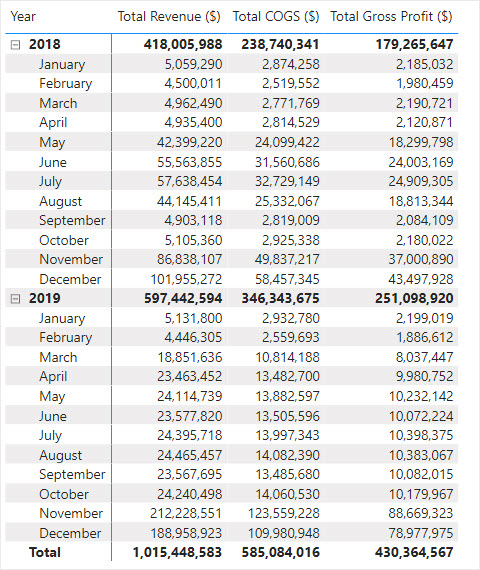 Year Total Revenue ($) Total COGS ($) Total Gross Profit ($)
2018 418,005,988 238,740,341 179,265,647
January 5,059,290 2,874,258 2,185,032
February 4,500,011 2,519,552 1,980,459
March 4,962,490 2,771,769 2,190,721
April 4,935,400 2,814,529 2,120,871
May 42,399,220 24,099,422 18,299,798
June 55,563,855 31,560,686 24,003,169
July 57,638,454 32,729,149 24,909,305
August 44,145,411 25,332,067 18,813,344
September 4,903,118 2,819,009 2,084,109
October 5,105,360 2,925,338 2,180,022
November 86,838,107 49,837,217 37,000,890
December 101,955,272 58,457,345 43,497,928
2019 597,442,594 346,343,675 251,098,920
January 5,131,800 2,932,780 2,199,019
February 4,446,305 2,559,693 1,886,612
March 18,851,636 10,814,188 8,037,447
April 23,463,452 13,482,700 9,980,752
May 24,114,739 13,882,597 10,232,142
June 23,577,820 13,505,596 10,072,224
July 24,395,718 13,997,343 10,398,375
August 24,465,457 14,082,390 10,383,067
September 23,567,695 13,485,680 10,082,015
October 24,240,498 14,060,530 10,179,967
November 212,228,551 123,559,228 88,669,323
December 188,958,923 109,980,948 78,977,975
Total 1,015,448,583 585,084,016 430,364,567